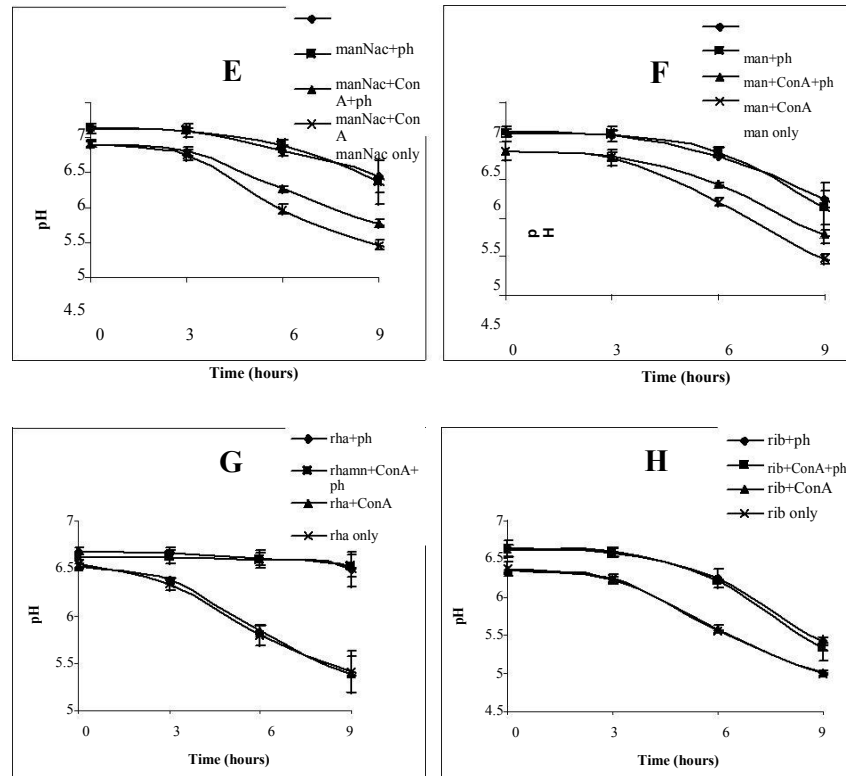 E
manNac+ph
manNac+Con
A+ph
manNac+Con
A
manNac only
7
6.5
6
5.5
5
4.5
pH
0 3 6 9
Time (hours)
F
man+ph
man+ConA+ph
man+ConA
man only
7
6.5
6
5.5
5
4.5
pH
0 3 6 9
Time (hours)
G
rha+ph
rhamn+ConA+
ph
rha+ConA
rha only
7
6.5
6
5.5
5
pH
0 3 6 9
Time (hours)
H
rib+ph
rib+ConA+ph
rib+ConA
rib only
7
6.5
6
5.5
5
4.5
pH
0 3 6 9
Time (hours)